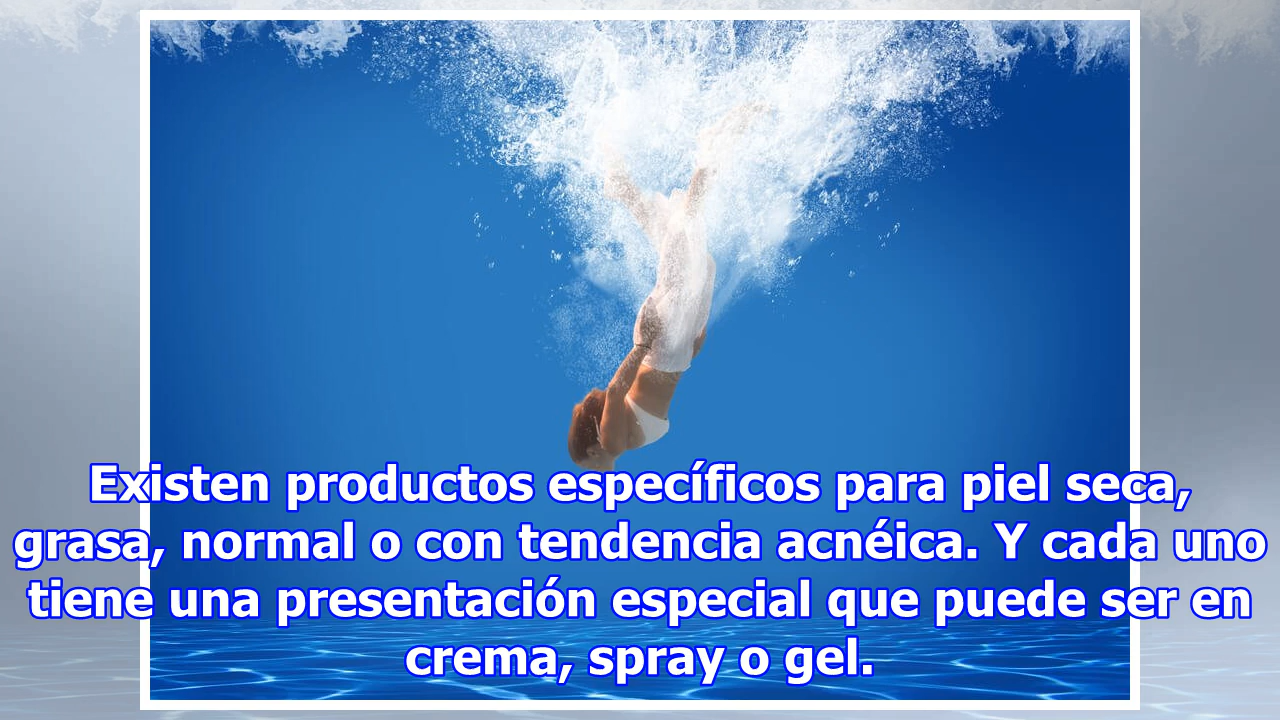 Existen productos específicos para piel seca,
grasa, normal o con tendencia acnéica. Y cada uno
tiene una presentación especial que puede ser en
crema, spray o gel.